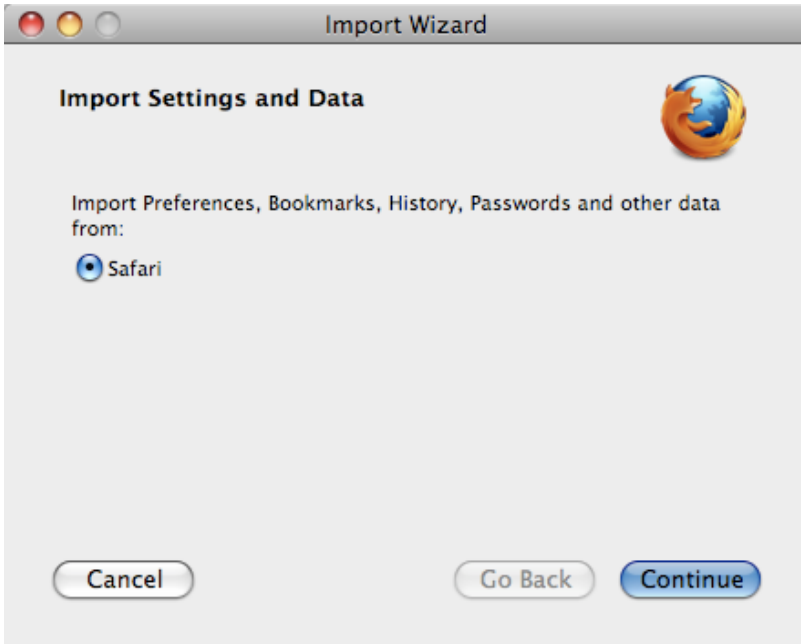 Import Wizard
Import Settings and Data
Import Preferences, Bookmarks, History, Passwords and other data
from:
Safari
Cancel
Go Back
Continue